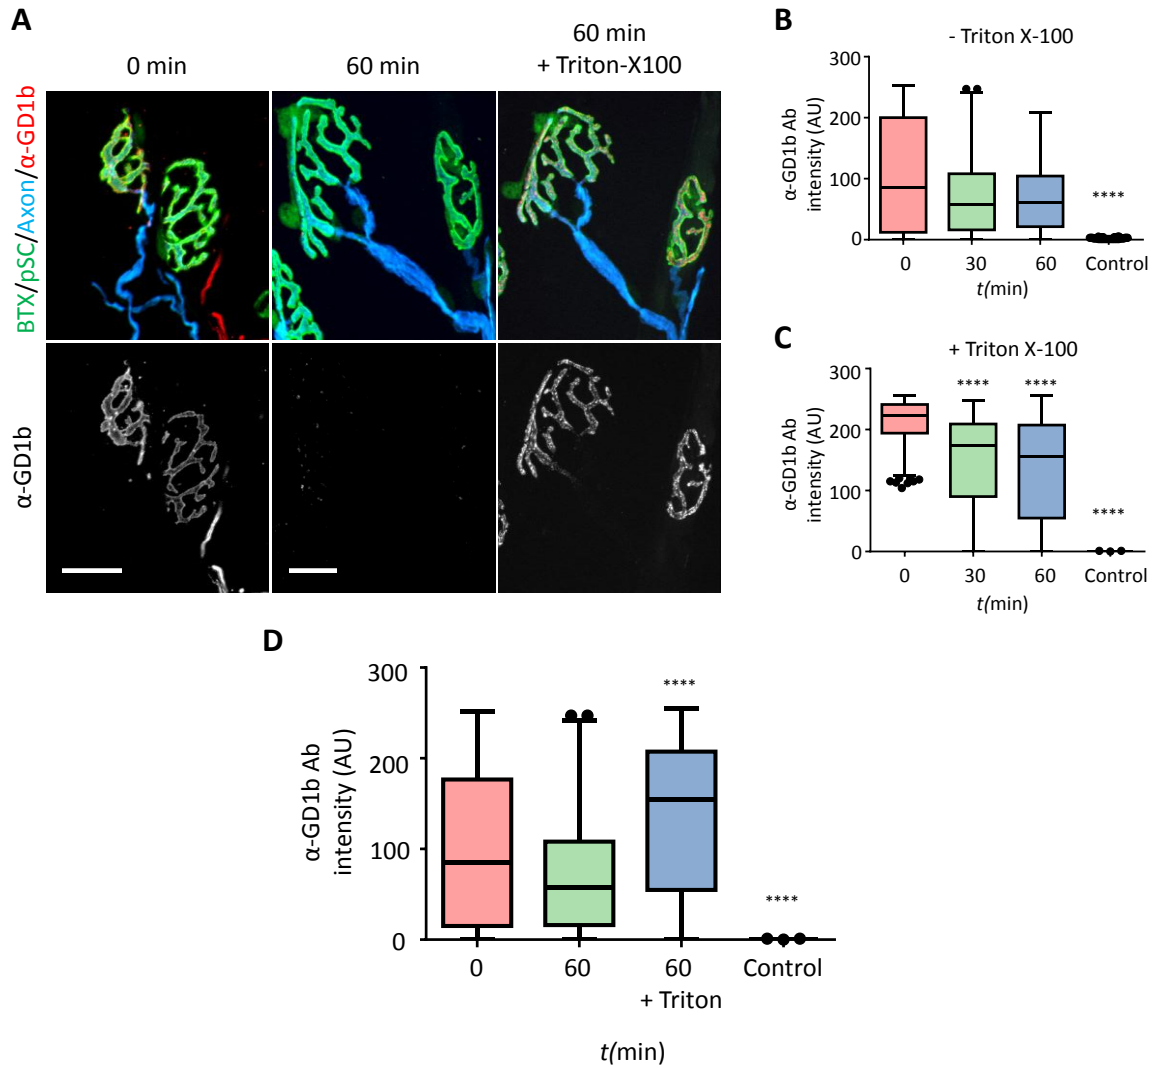 A
0 min
60 min
60 min
+ Triton-X100
BTX/pSC/Axon/α-GD1b
α-GD1b
B
- Triton X-100
α-GD1b Ab
intensity (AU)
300
200
100
0
****
0 30 60 Control
t(min)
C
+ Triton X-100
α-GD1b Ab
intensity (AU)
300
200
100
0
**** ****
****
0 30 60 Control
t(min)
D
α-GD1b Ab
intensity (AU)
300
200
100
0
****
****
0 60 60 Control
+ Triton
t(min)